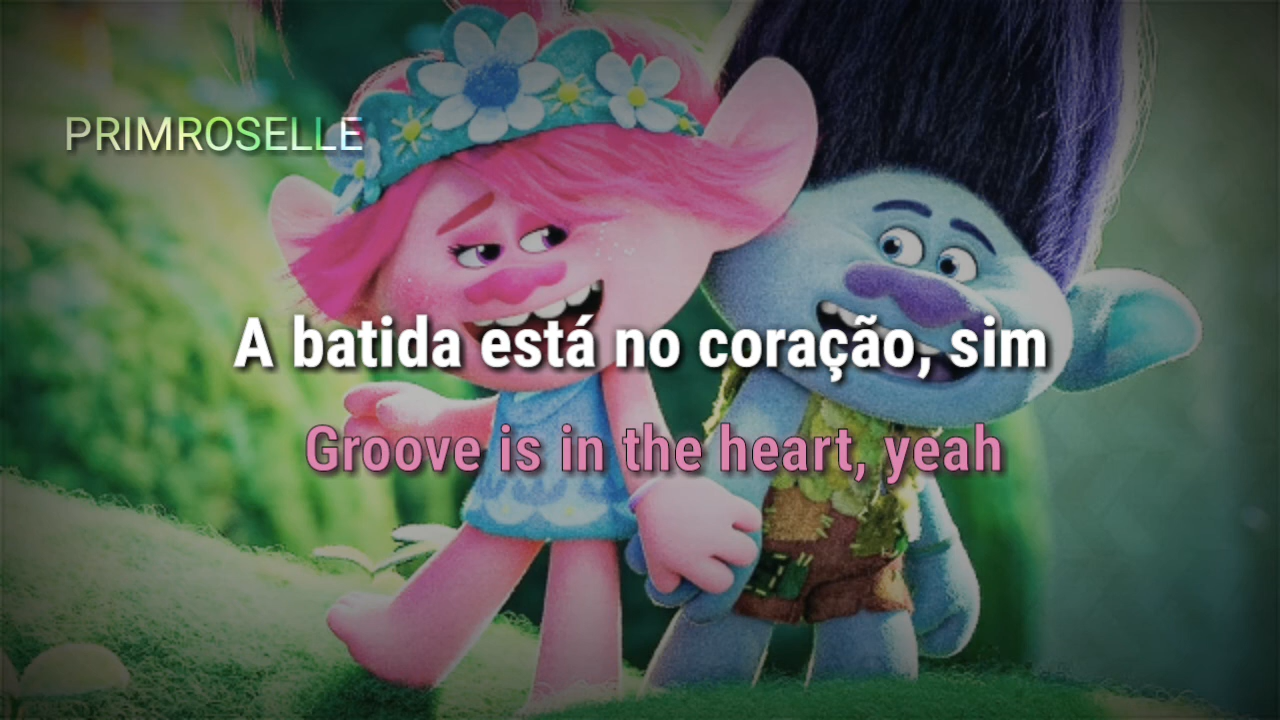 PRIMROSELLE
A batida está no coração, sim
Groove is in the heart, yeah